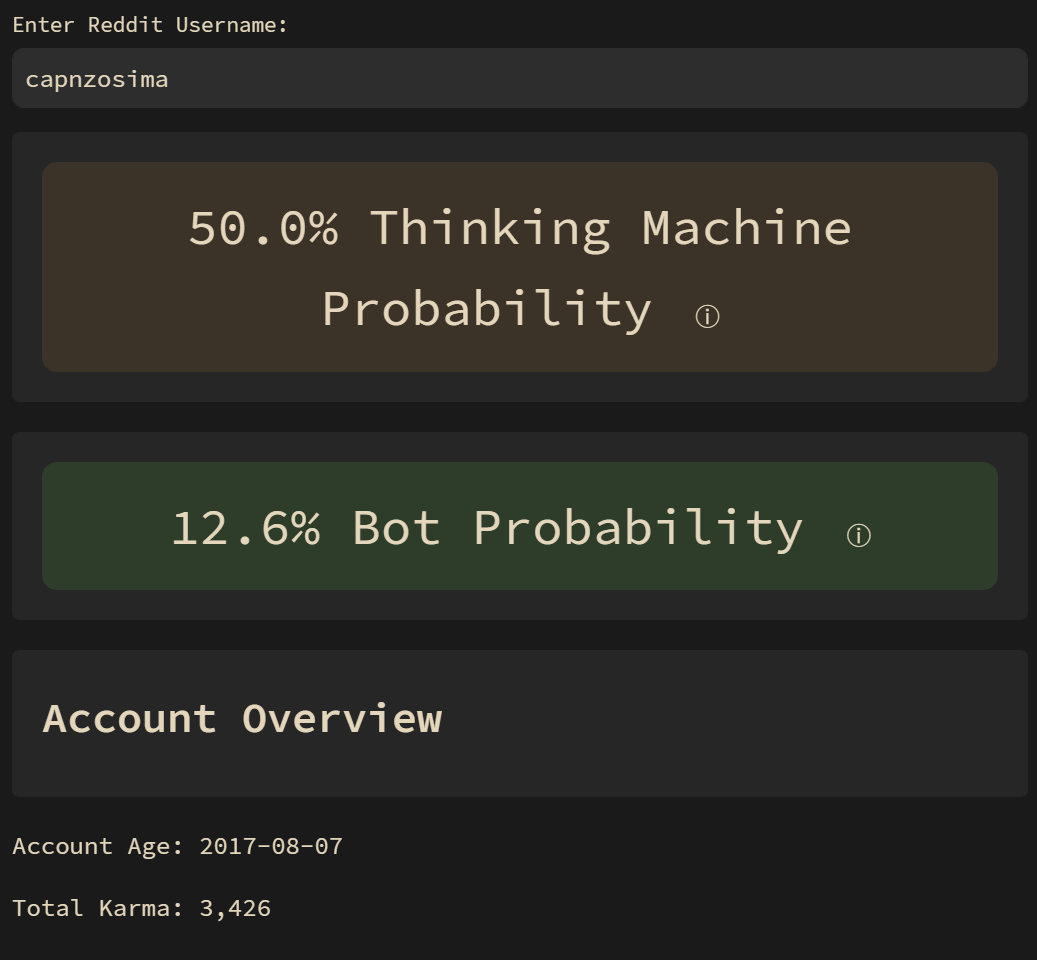 Enter Reddit Username:
capnzosima
50.0% Thinking Machine
Probability ⓘ
12.6% Bot Probability ⓘ
Account Overview
Account Age: 2017-08-07
Total Karma: 3,426